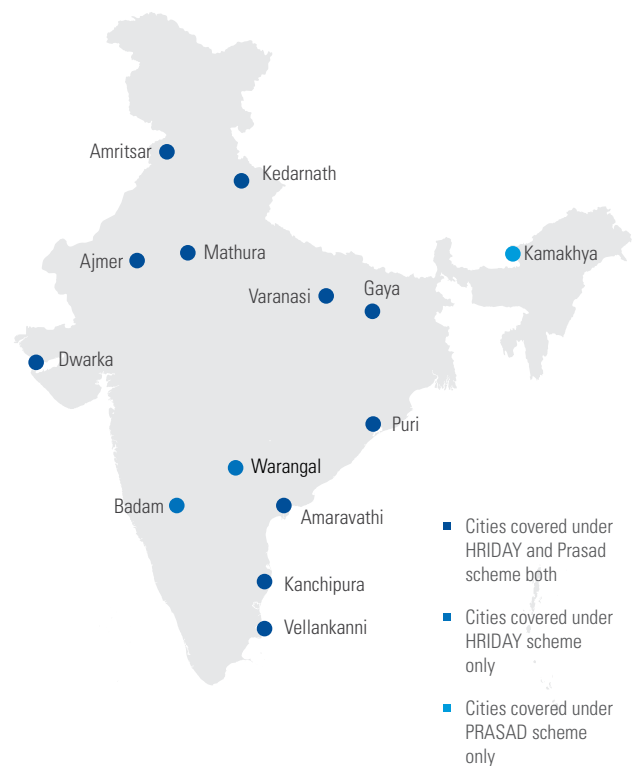 Amritsar
Kedarnath
Mathura
Ajmer
Kamakhya
Gaya
Varanasi
Dwarka
Puri
Warangal
Badam
Amaravathi
Kanchipura
Vellankanni
Cities covered under
HRIDAY and Prasad
scheme both
Cities covered under
HRIDAY scheme
only
Cities covered under
PRASAD scheme
only